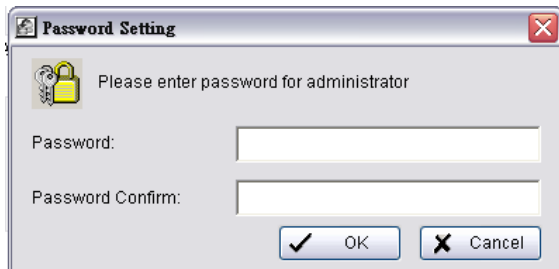 Password Setting
Please enter password for administrator
Password:
Password Confirm:
OK
Cancel